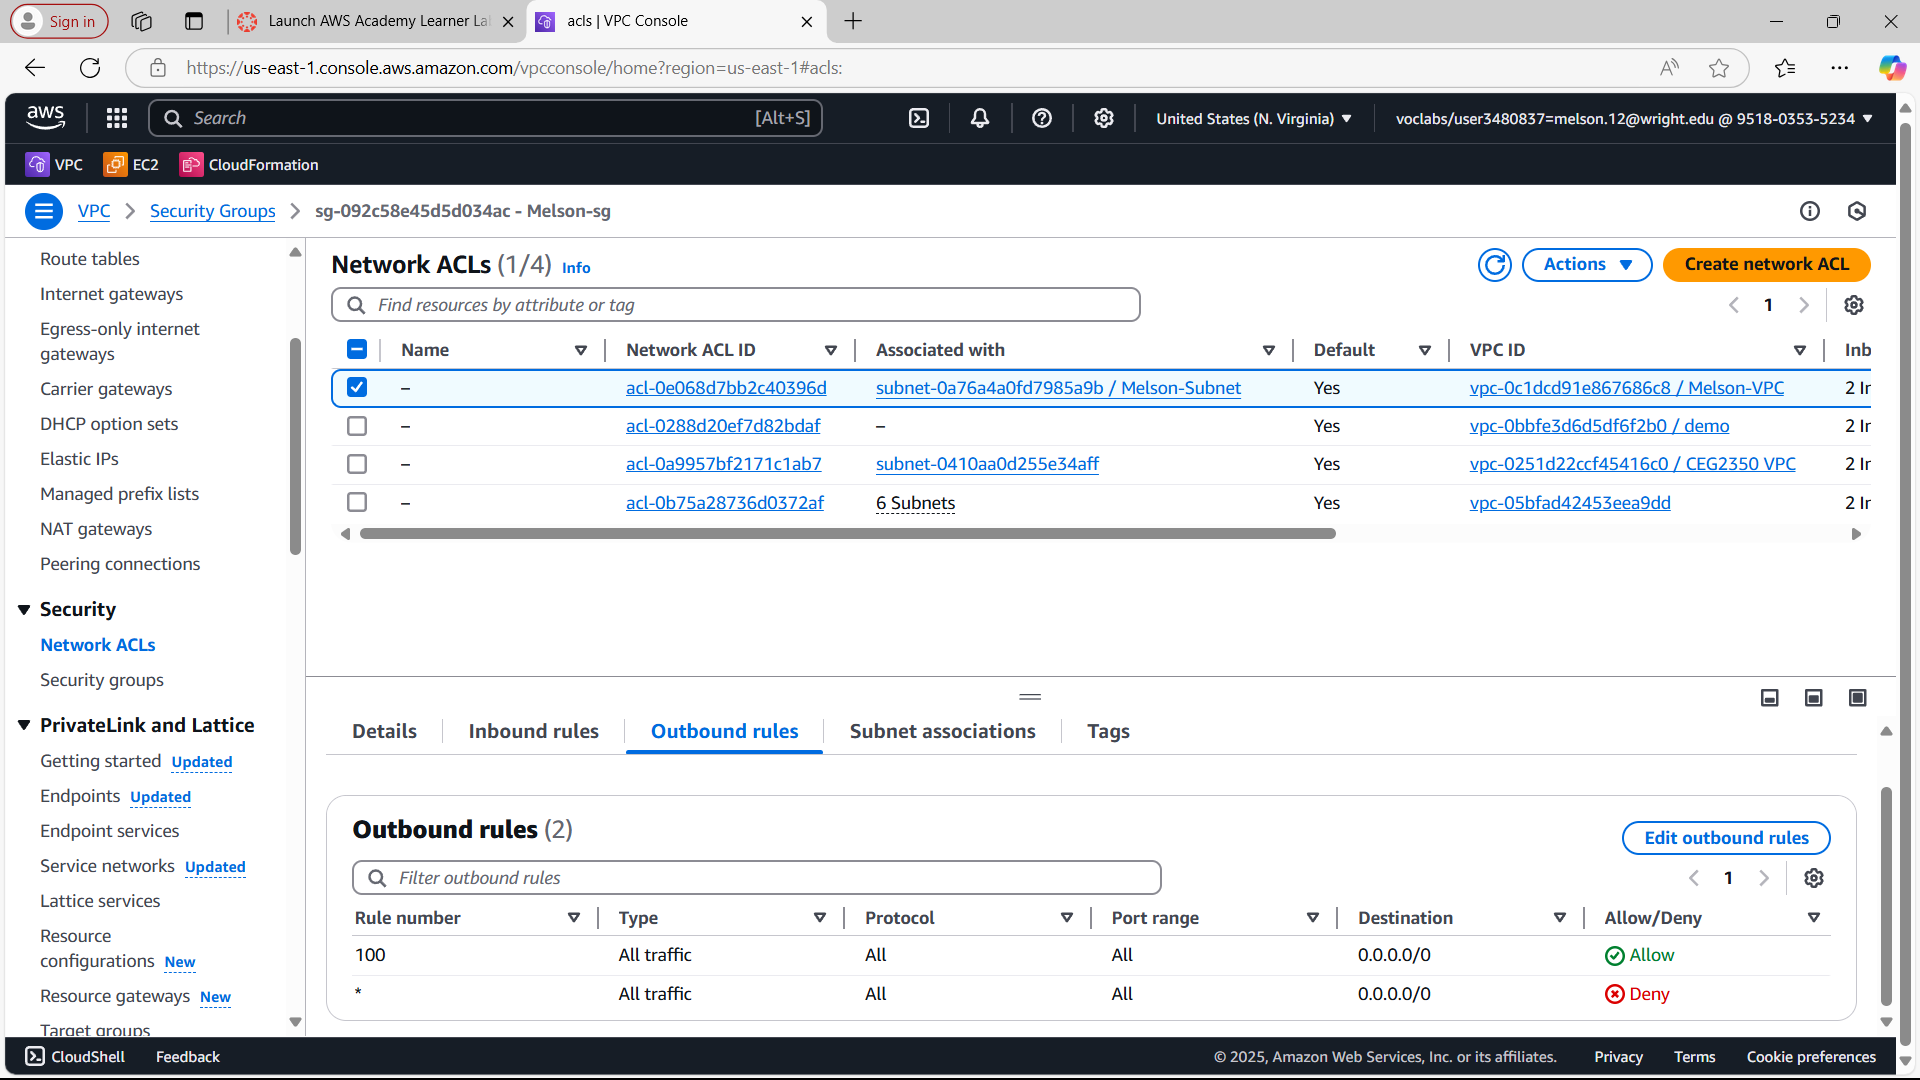 Sign in
Launch AWS Academy Learner La
acls | VPC Console
https://us-east-1.console.aws.amazon.com/vpcconsole/home?region=us-east-1#acls:
aws
Search
[Alt+S]
United States (N. Virginia)
voclabs/user3480837=melson.12@wright.edu @ 9518-0353-5234
VPC
EC2
CloudFormation
VPC
Security Groups
sg-092c58e45d5d034ac - Melson-sg
Route tables
Internet gateways
Egress-only internet
gateways
Carrier gateways
DHCP option sets
Elastic IPs
Managed prefix lists
NAT gateways
Peering connections
Security
Network ACLs
Security groups
PrivateLink and Lattice
Getting started Updated
Endpoints Updated
Endpoint services
Service networks Updated
Lattice services
Resource
configurations New
Resource gateways New
Target groups
Network ACLs (1/4) Info
Actions
Create network ACL
Find resources by attribute or tag
1
Name Network ACL ID Associated with Default VPC ID Inb
– acl-0e068d7bb2c40396d subnet-0a76a4a0fd7985a9b / Melson-Subnet Yes vpc-0c1dcd91e867686c8 / Melson-VPC 2 In
– acl-0288d20ef7d82bdaf – Yes vpc-0bbfe3d6d5df6f2b0 / demo 2 In
– acl-0a9957bf2171c1ab7 subnet-0410aa0d255e34aff Yes vpc-0251d22ccf45416c0 / CEG2350 VPC 2 In
– acl-0b75a28736d0372af 6 Subnets Yes vpc-05bfad42453eea9dd 2 In
Details
Inbound rules
Outbound rules
Subnet associations
Tags
Outbound rules (2)
Edit outbound rules
Filter outbound rules
1
Rule number Type Protocol Port range Destination Allow/Deny
100 All traffic All All 0.0.0.0/0 Allow
* All traffic All All 0.0.0.0/0 Deny
CloudShell
Feedback
© 2025, Amazon Web Services, Inc. or its affiliates.
Privacy
Terms
Cookie preferences